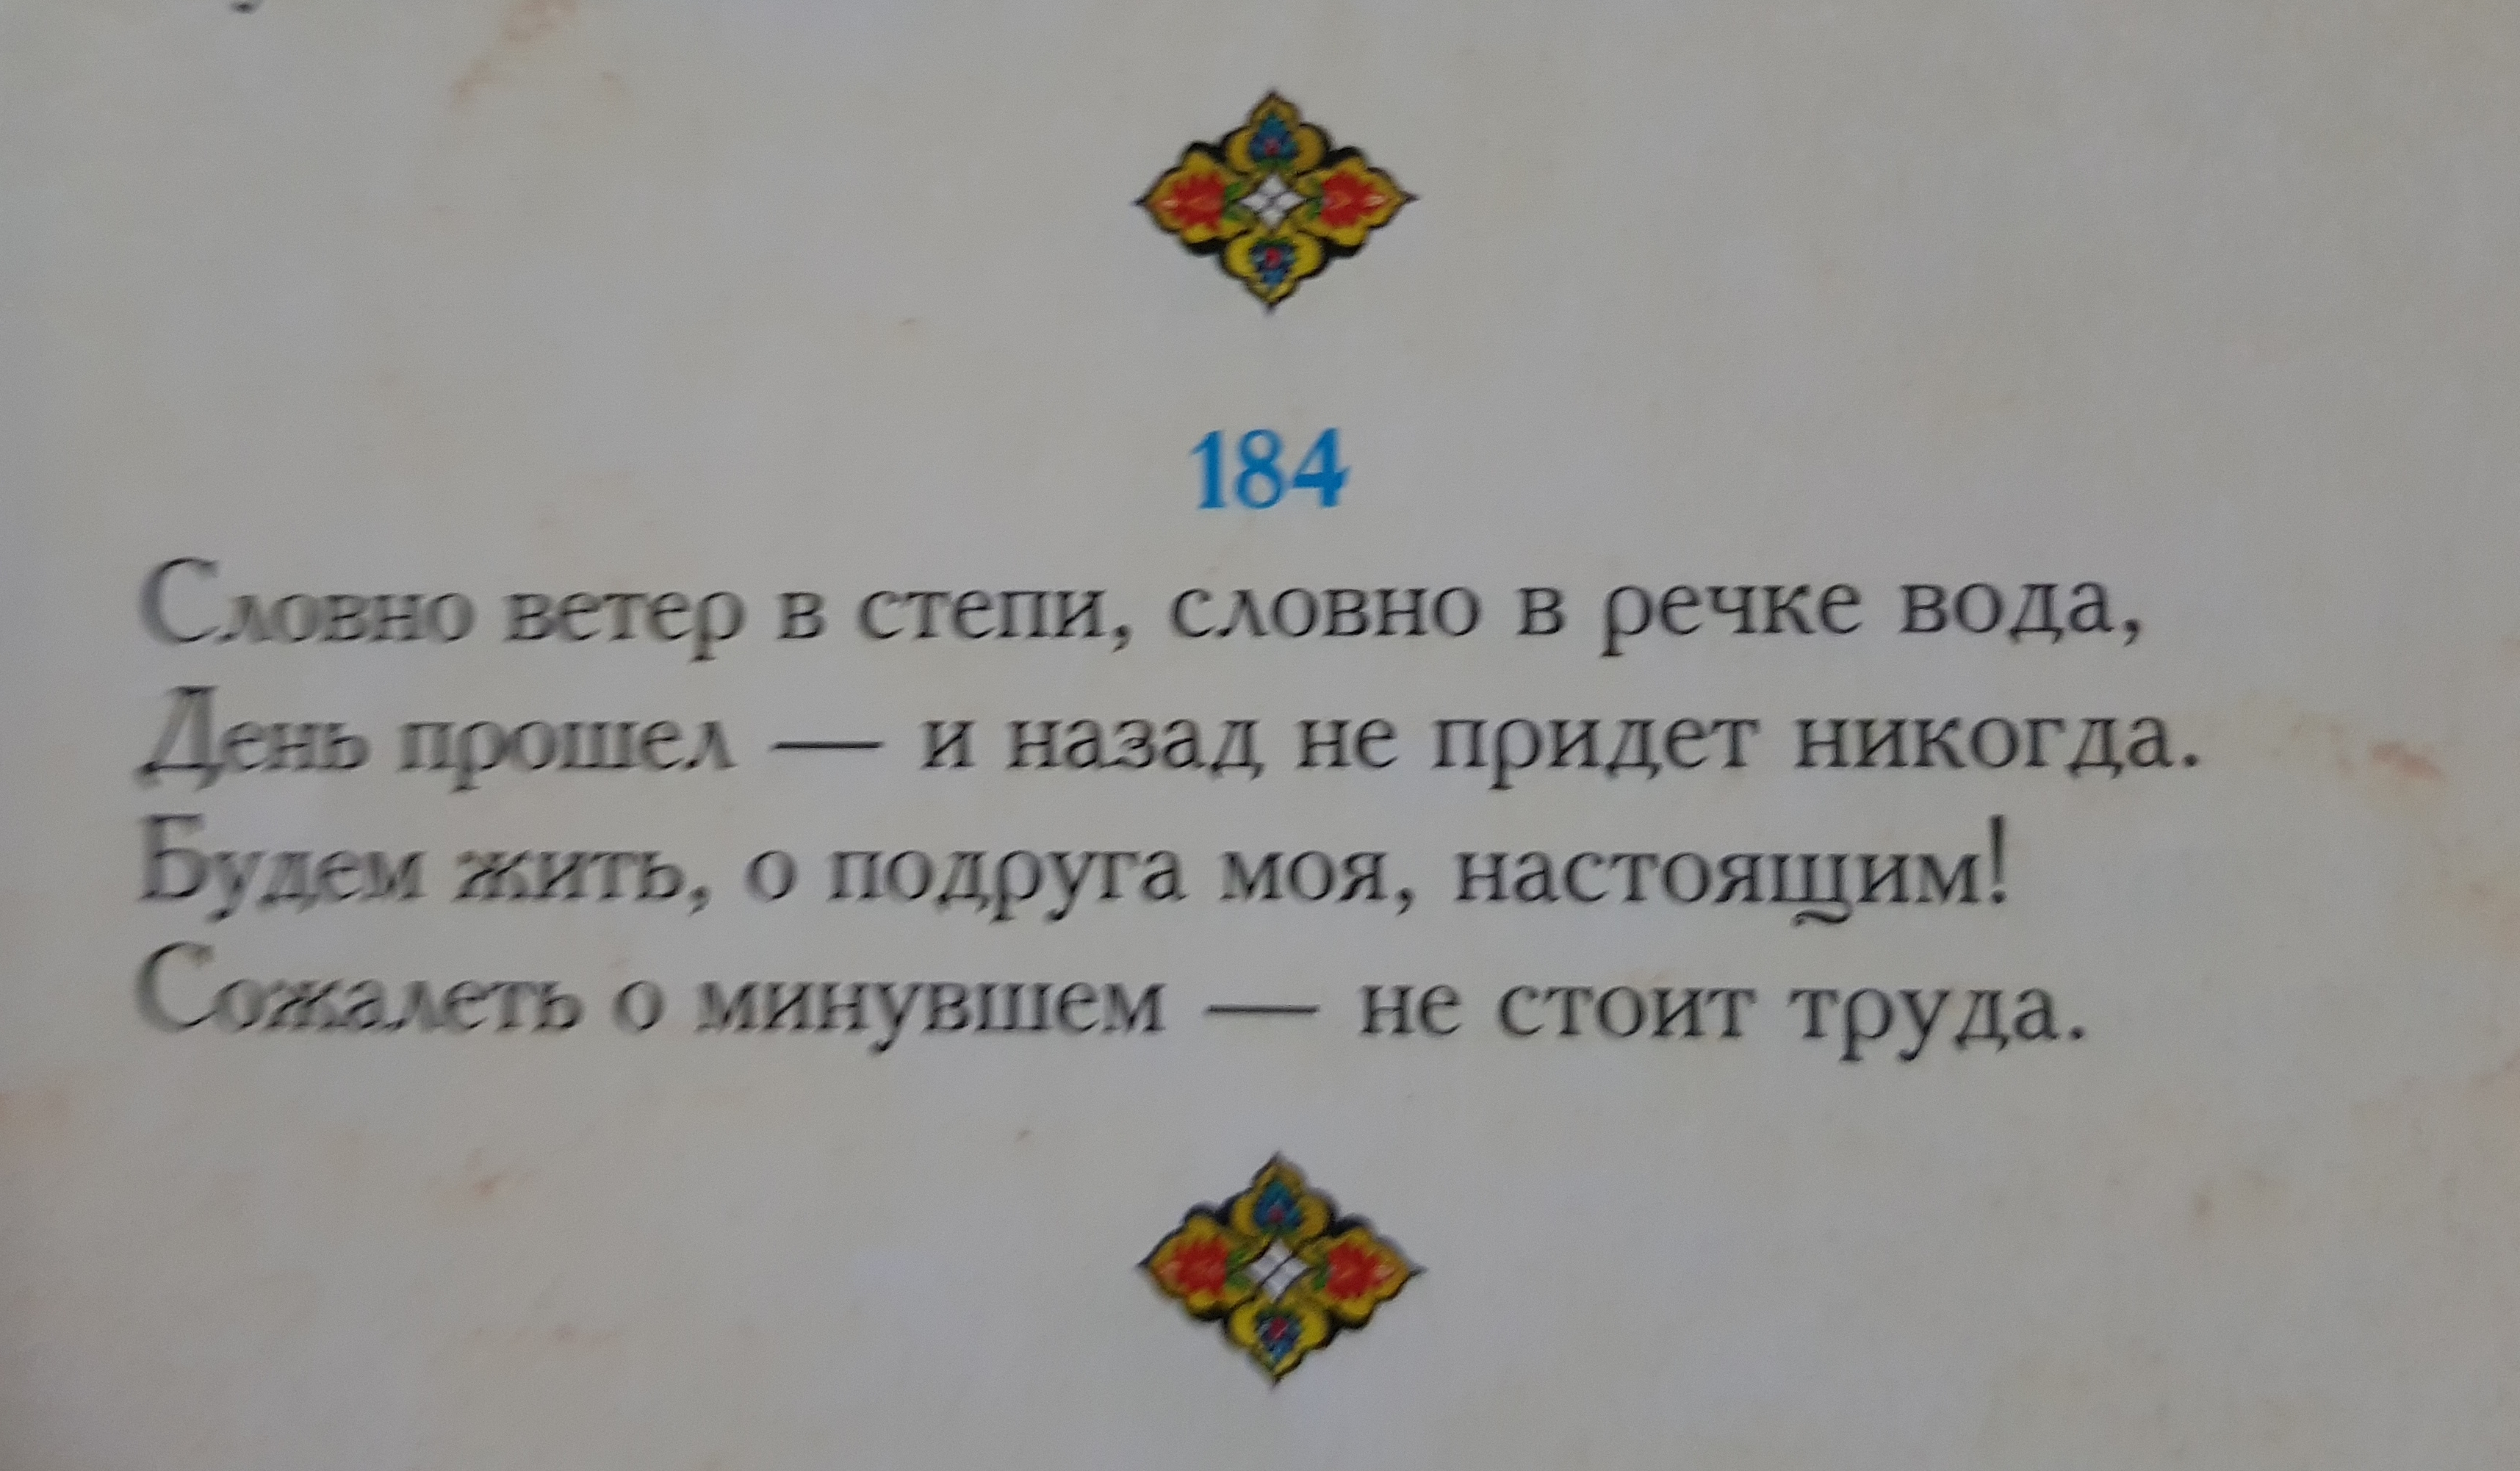 184
Словно ветер в степи, словно в речке вода,
День прошел — и назад не придет никогда.
Будем жить, о подруга моя, настоящим!
Сожалеть о минувшем — не стоит труда.